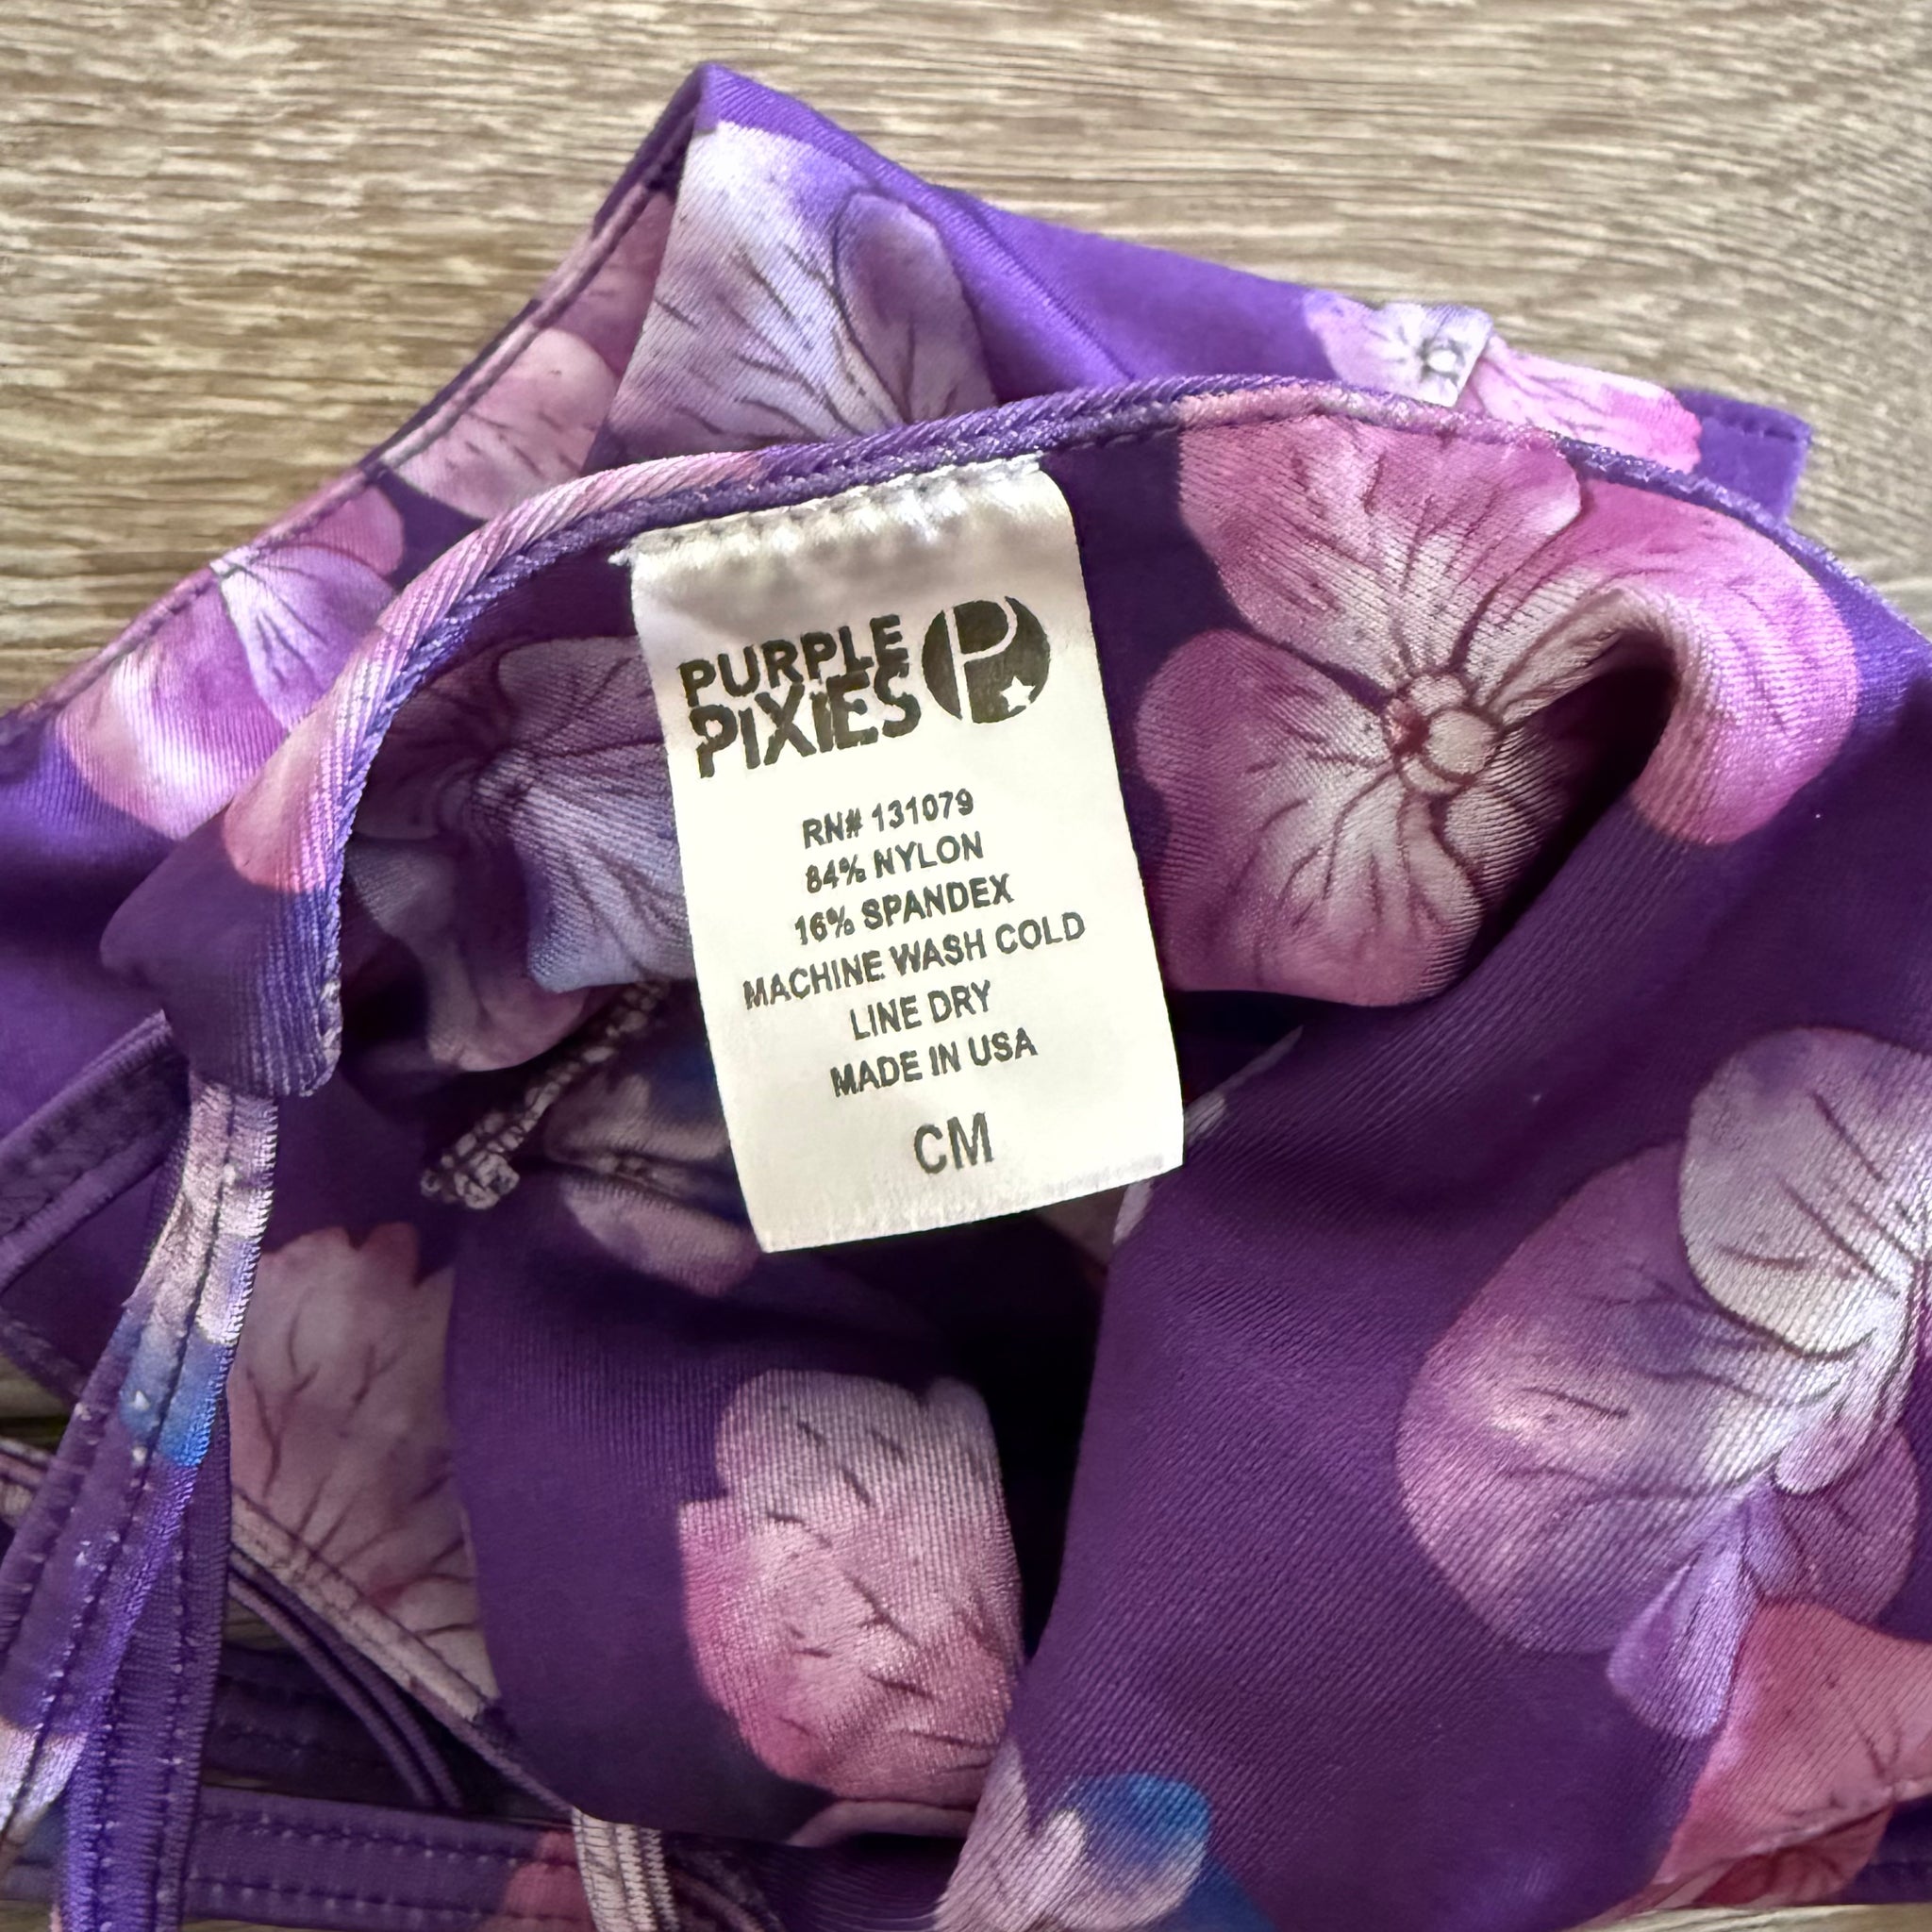 PURPLE
PIXIES P
RN# 131079
84% NYLON
16% SPANDEX
MACHINE WASH COLD
LINE DRY
MADE IN USA
CM